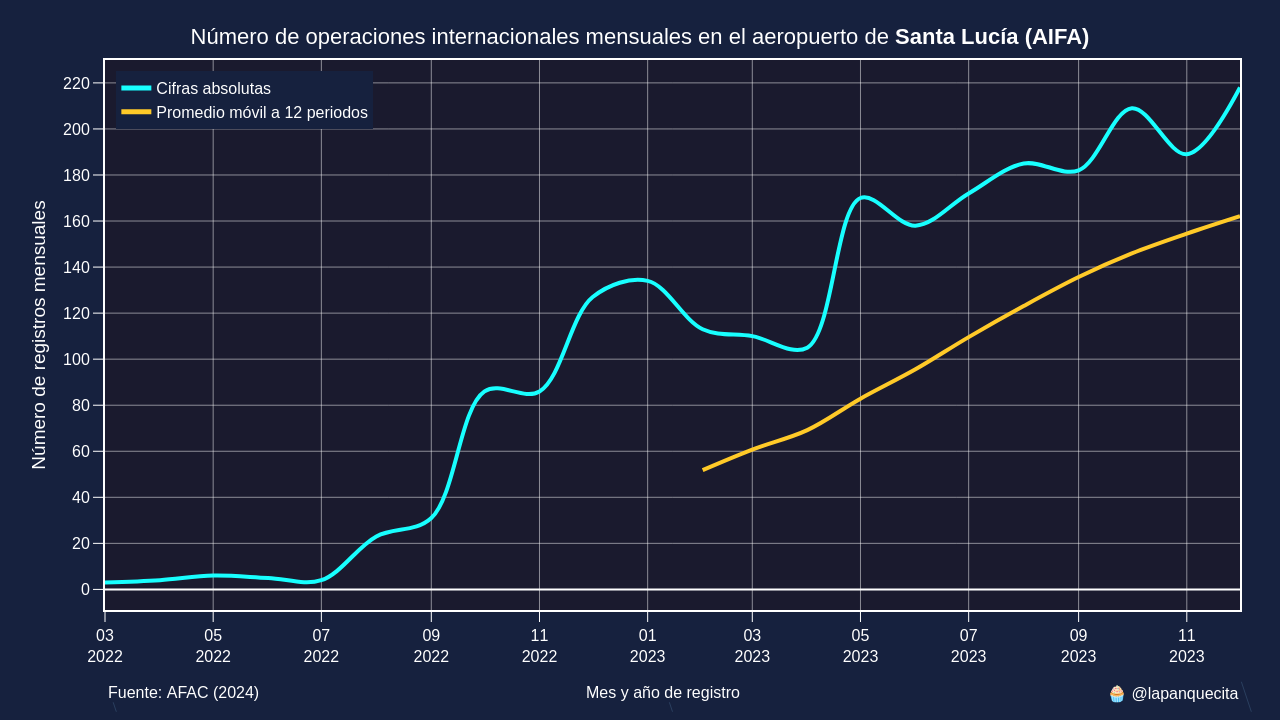 Número de operaciones internacionales mensuales en el aeropuerto de Santa Lucía (AIFA)
Cifras absolutas
Promedio móvil a 12 periodos
Número de registros mensuales
220
200
180
160
140
120
100
80
60
40
20
0
03 05 07 09 11 01 03 05 07 09 11
2022 2022 2022 2022 2022 2023 2023 2023 2023 2023 2023
Fuente: AFAC (2024) Mes y año de registro 🧁 @lapanquecita